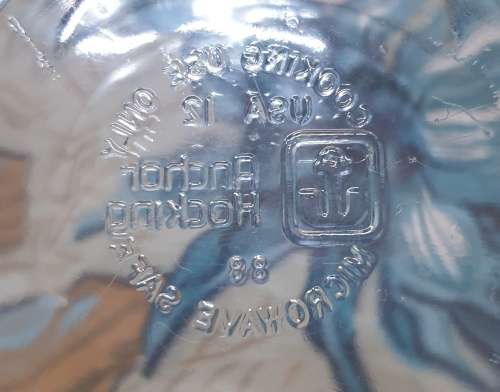 COOKING USE ONLY
USA 12
Anchor
Hocking
88
MICROWAVE SAFE